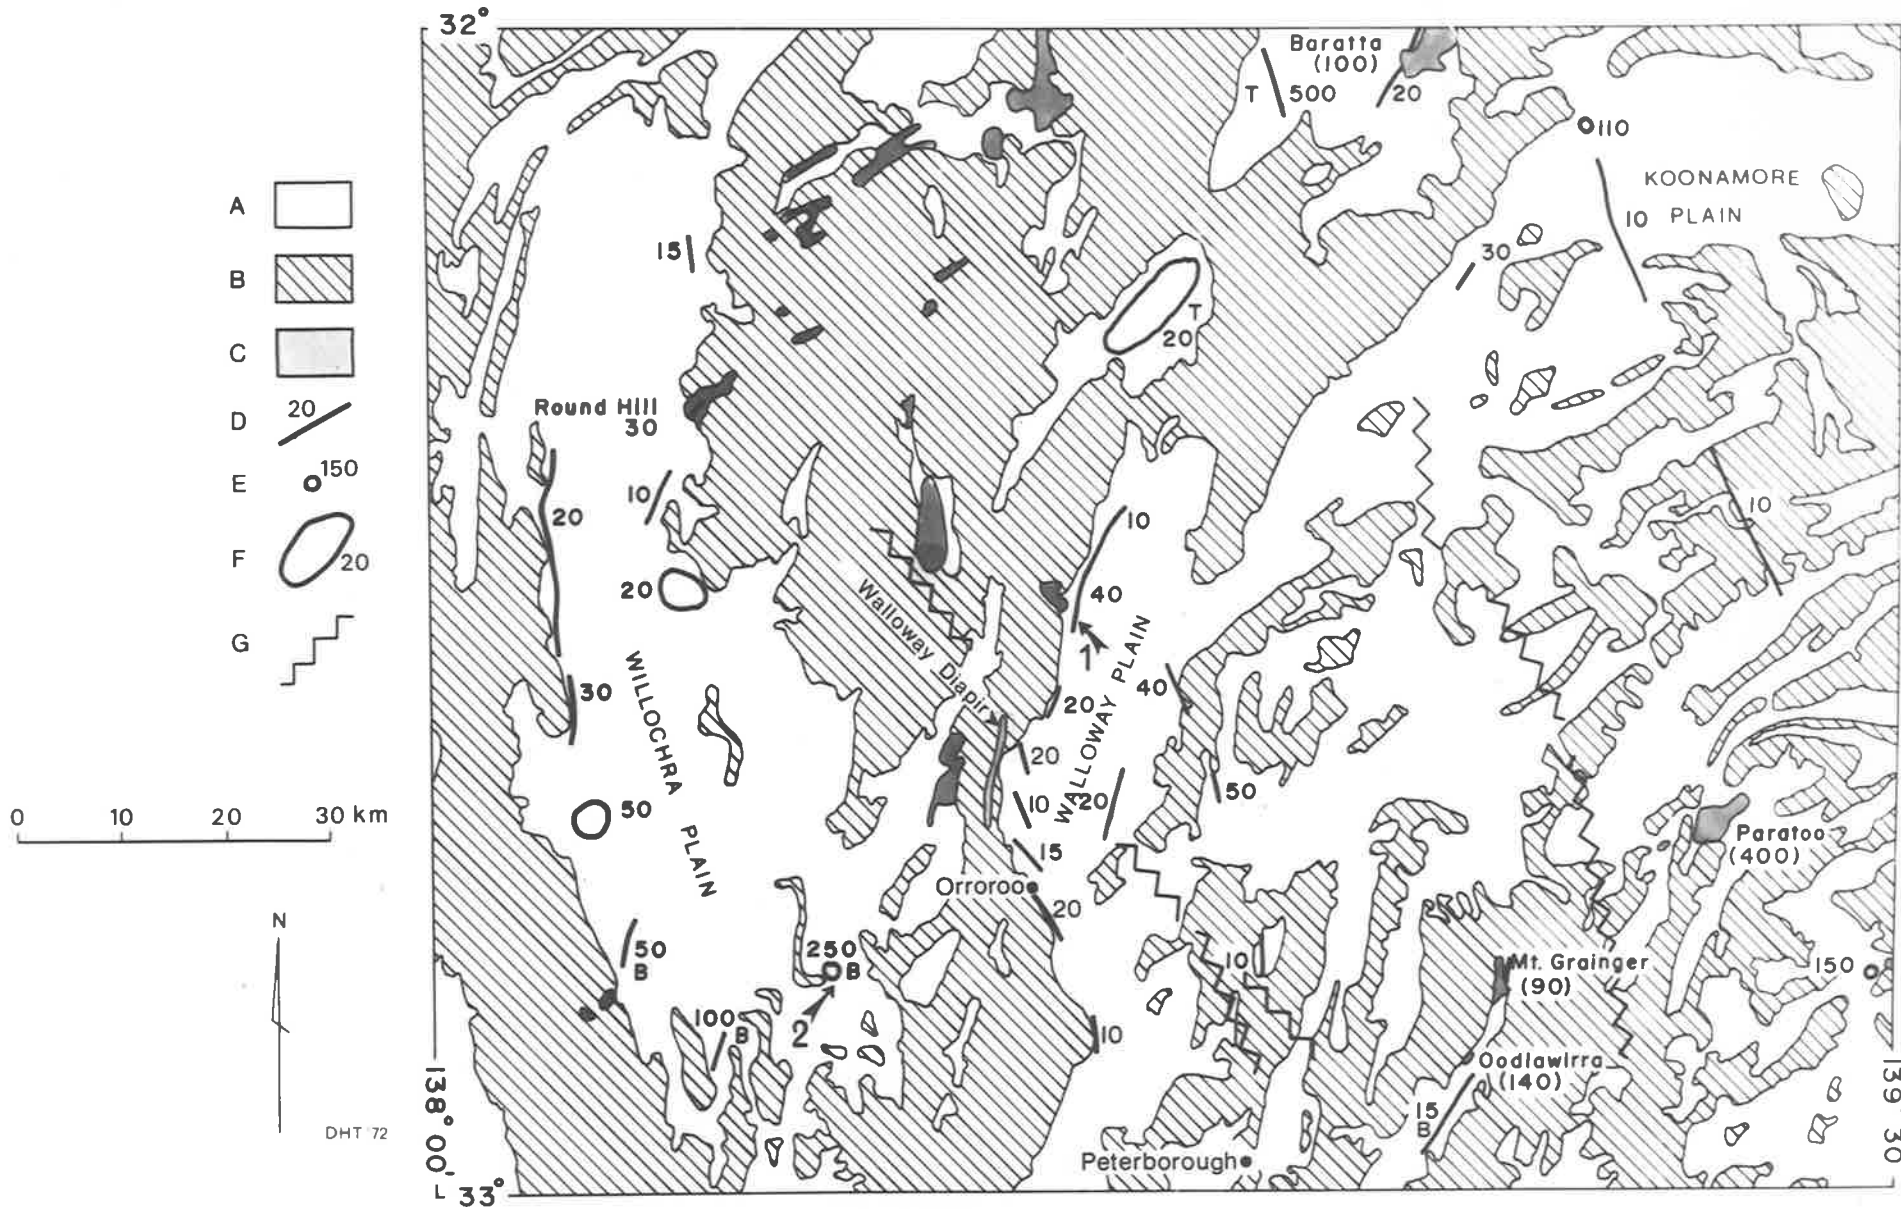 32°
A
B
C
D 20
E 150
F 20
G
0 10 20 30 km
N
DHT '72
Baratta
(100)
T 500
20
110
KOONAMORE
10 PLAIN
15
30
T
20
Round Hill
30
10
20
10
10
20
40
1
Walloway Diapir
WALLOWAY PLAIN
WILLOCHRA PLAIN
30
20
40
20
10
20
50
50
15
Paratoo
(400)
Orroroo
20
50
B
250
B
10
Mt. Grainger
(90)
150
2
100
B
10
Oodlawirra
(140)
15
B
Peterborough
138° 00'
139 30
L 33°